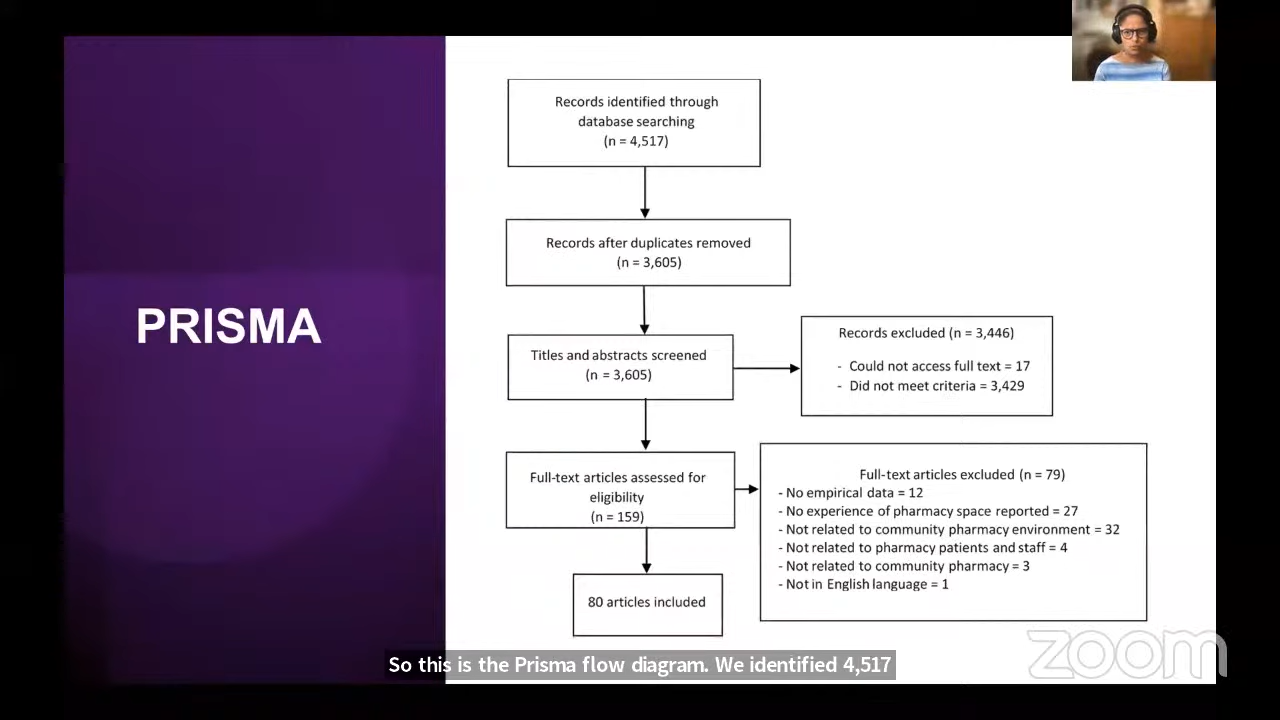 PRISMA
Records identified through
database searching
(n = 4,517)
Records after duplicates removed
(n = 3,605)
Titles and abstracts screened
(n = 3,605)
Records excluded (n = 3,446)
- Could not access full text = 17
- Did not meet criteria = 3,429
Full-text articles assessed for
eligibility
(n = 159)
Full-text articles excluded (n = 79)
- No empirical data = 12
- No experience of pharmacy space reported = 27
- Not related to community pharmacy environment = 32
- Not related to pharmacy patients and staff = 4
- Not related to community pharmacy = 3
- Not in English language = 1
80 articles included
So this is the Prisma flow diagram. We identified 4,517
zoom